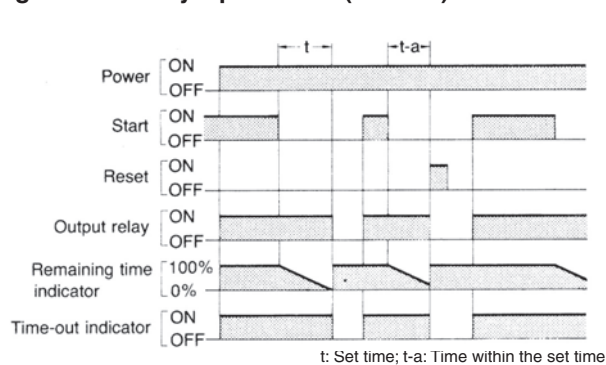 t t-a
Power ON
OFF
Start ON
OFF
Reset ON
OFF
Output relay ON
OFF
Remaining time indicator 100%
0%
Time-out indicator ON
OFF
t: Set time; t-a: Time within the set time